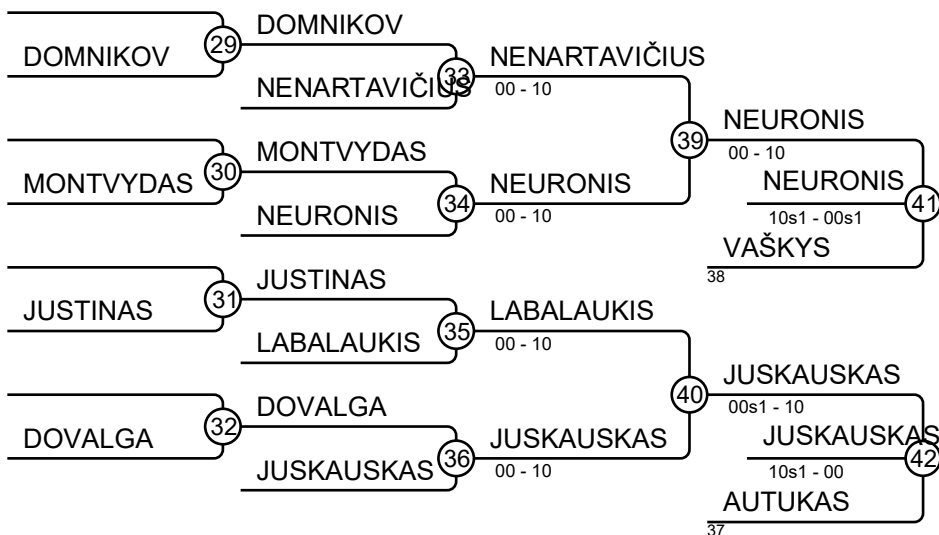 DOMNIKOV
29
DOMNIKOV
NENARTAVIČIUS
33
NENARTAVIČIUS
00 - 10
MONTVYDAS
30
MONTVYDAS
NEURONIS
34
NEURONIS
00 - 10
39
NEURONIS
00 - 10
NEURONIS
10s1 - 00s1
41
VAŠKYS
38
JUSTINAS
31
JUSTINAS
LABALAUKIS
35
LABALAUKIS
00 - 10
DOVALGA
32
DOVALGA
JUSKAUSKAS
36
JUSKAUSKAS
00 - 10
40
JUSKAUSKAS
00s1 - 10
JUSKAUSKAS
10s1 - 00
42
AUTUKAS
37